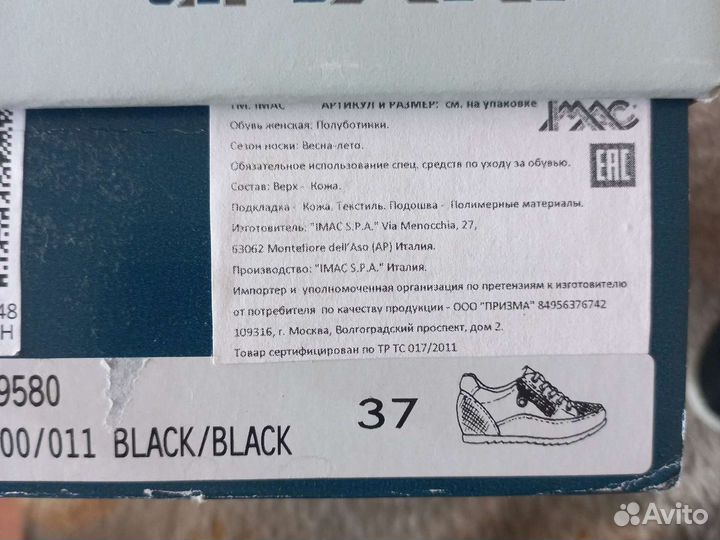 ТМ. IMAC АРТИКУЛ И РАЗМЕР: см. на упаковке
IMAC
Обувь женская: Полуботинки.
Сезон носки: Весна-лето.
Обязательное использование спец. средств по уходу за обувью.
EAC
Состав: Верх - Кожа.
Подкладка - Кожа. Текстиль. Подошва - Полимерные материалы.
Изготовитель: "IMAC S.P.A." Via Menocchia, 27,
63062 Montefiore dell'Aso (AP) Италия.
Производство: "IMAC S.P.A." Италия.
Импортер и уполномоченная организация по претензиям к изготовителю
от потребителя по качеству продукции - ООО "ПРИЗМА" 84956376742
109316, г. Москва, Волгоградский проспект, дом 2.
Товар сертифицирован по ТР ТС 017/2011
48
Н
9580
00/011 BLACK/BLACK
37
Avito